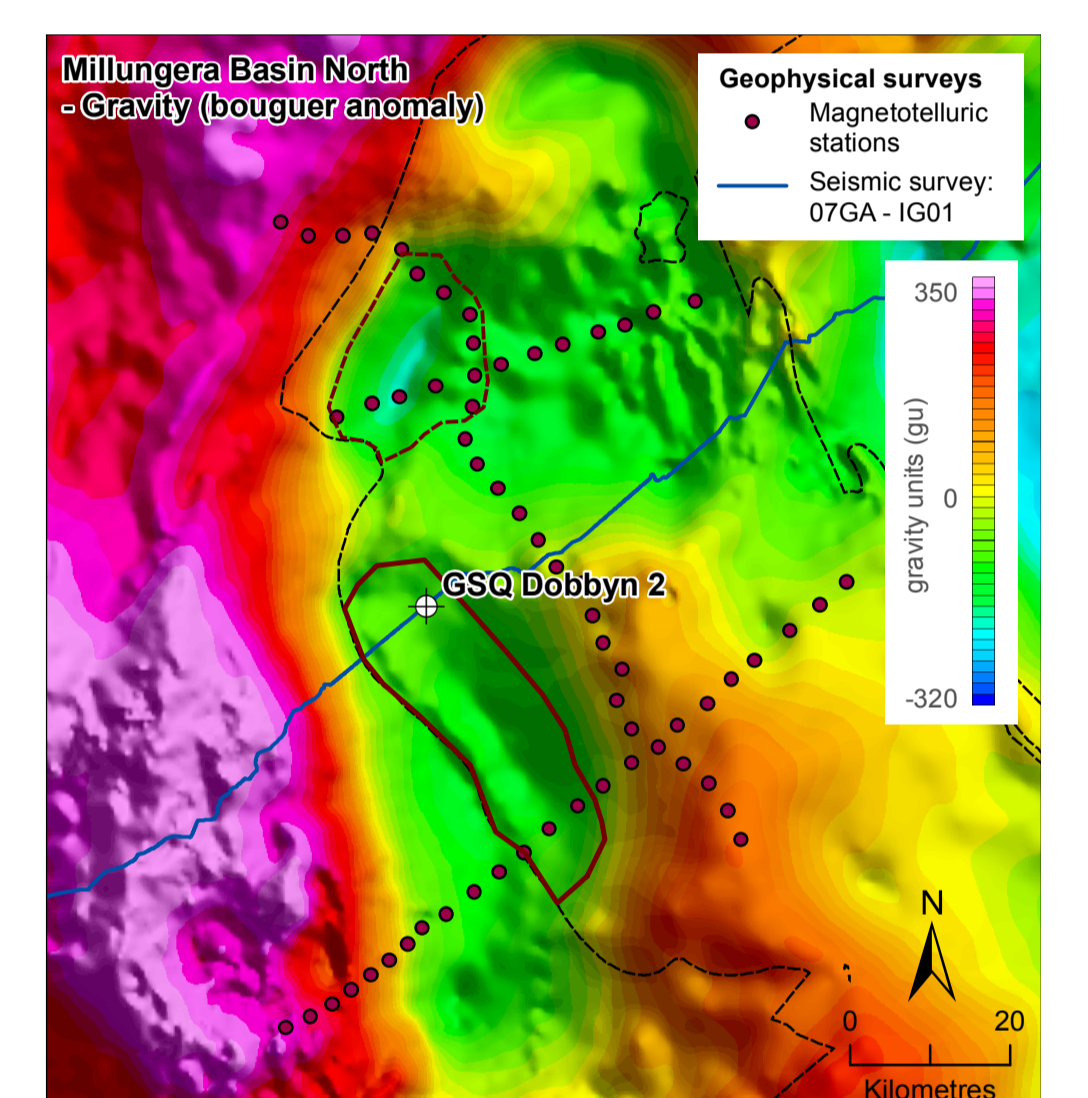 Millungera Basin North
- Gravity (bouguer anomaly)
Geophysical surveys
Magnetotelluric
stations
Seismic survey:
07GA - IG01
350
0
-320
gravity units (gu)
GSQ Dobbyn 2
N
0 20
Kilometres